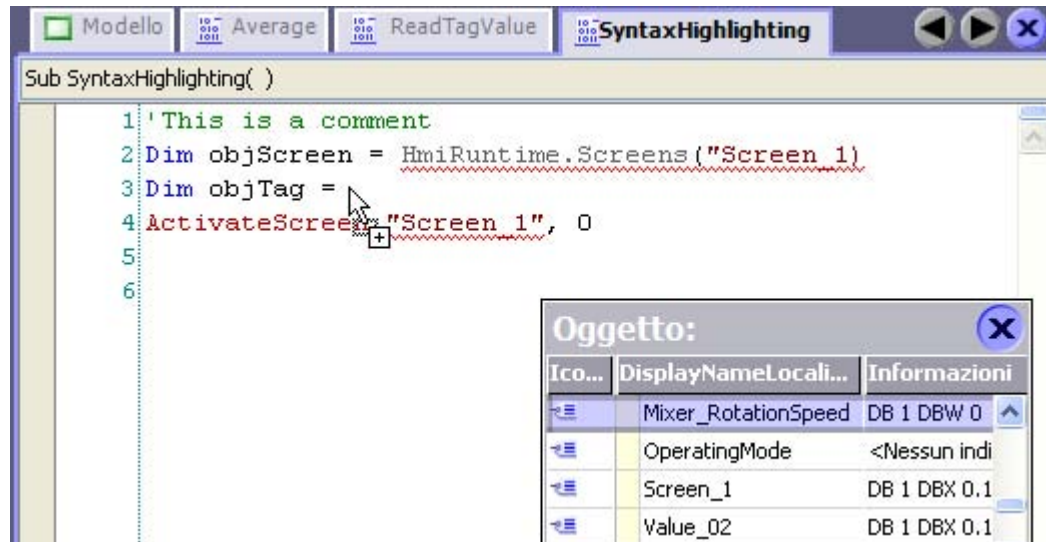 Modello Average ReadTagValue SyntaxHighlighting
Sub SyntaxHighlighting( )
1 'This is a comment
2 Dim objScreen = HmiRuntime.Screens("Screen_1)
3 Dim objTag =
4 ActivateScreen "Screen_1", 0
5
6
Oggetto:
Ico... DisplayNameLocali... Informazioni
Mixer_RotationSpeed DB 1 DBW 0
OperatingMode <Nessun indi
Screen_1 DB 1 DBX 0.1
Value_02 DB 1 DBX 0.1